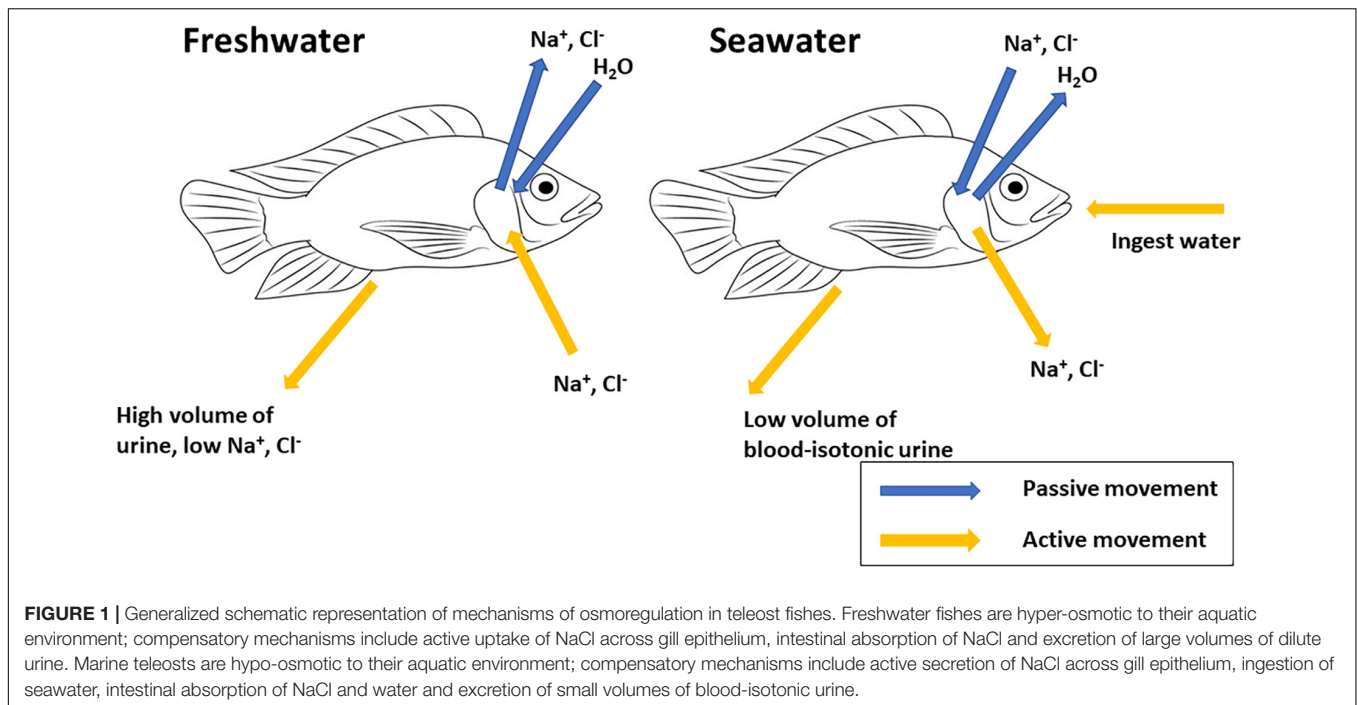 Freshwater
Na⁺, Cl⁻
H₂O
Na⁺, Cl⁻
High volume of
urine, low Na⁺, Cl⁻
Seawater
Na⁺, Cl⁻
H₂O
Ingest water
Na⁺, Cl⁻
Low volume of
blood-isotonic urine
Passive movement
Active movement
FIGURE 1 | Generalized schematic representation of mechanisms of osmoregulation in teleost fishes. Freshwater fishes are hyper-osmotic to their aquatic
environment; compensatory mechanisms include active uptake of NaCl across gill epithelium, intestinal absorption of NaCl and excretion of large volumes of dilute
urine. Marine teleosts are hypo-osmotic to their aquatic environment; compensatory mechanisms include active secretion of NaCl across gill epithelium, ingestion of
seawater, intestinal absorption of NaCl and water and excretion of small volumes of blood-isotonic urine.